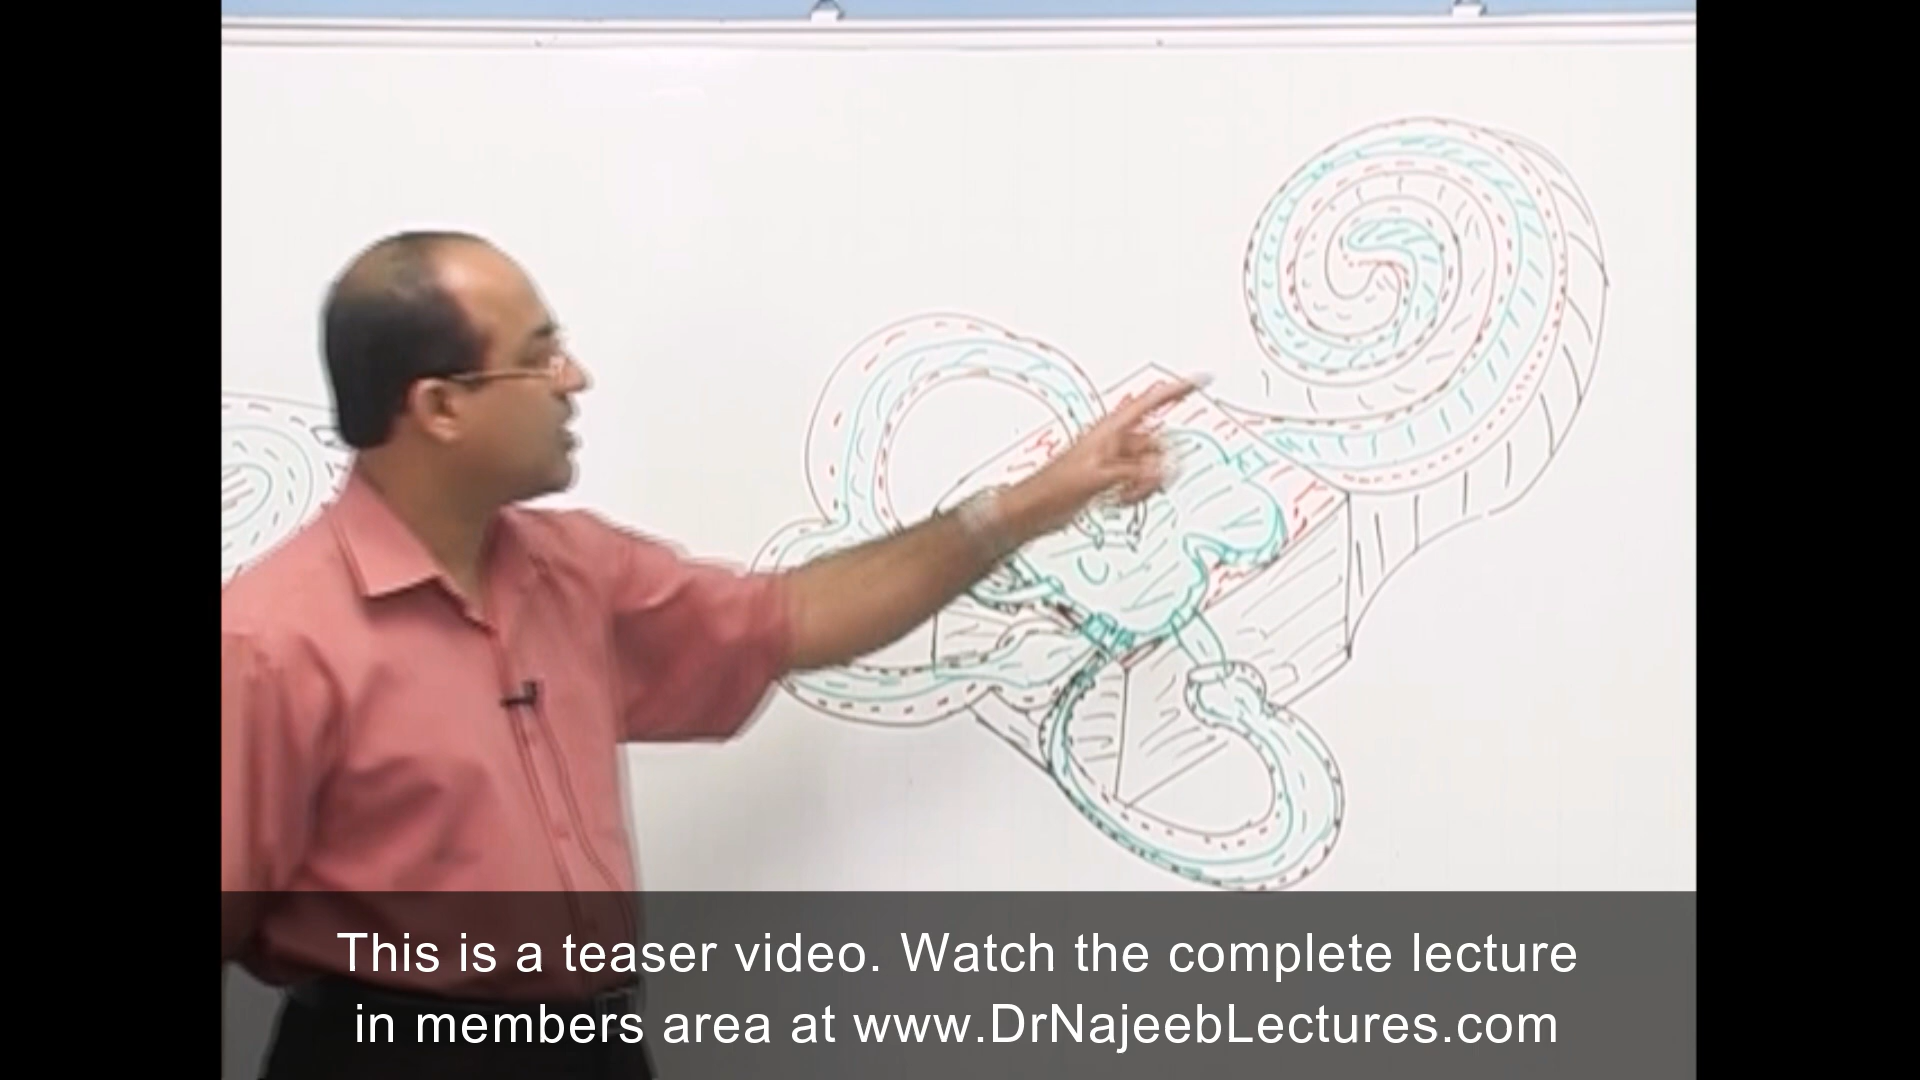 This is a teaser video. Watch the complete lecture
in members area at www.DrNajeebLectures.com